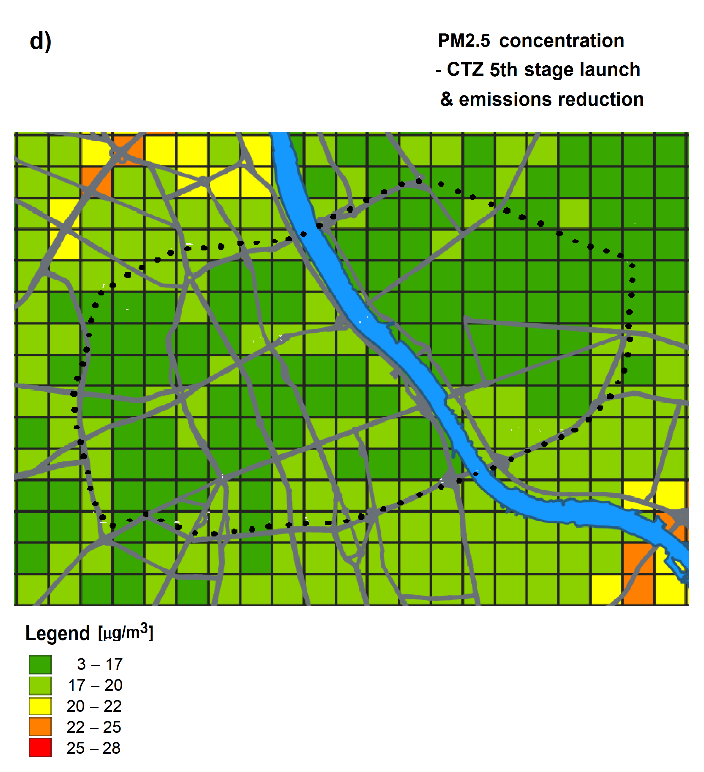 d)
PM2.5 concentration
- CTZ 5th stage launch
& emissions reduction
Legend [µg/m3]
3 – 17
17 – 20
20 – 22
22 – 25
25 – 28